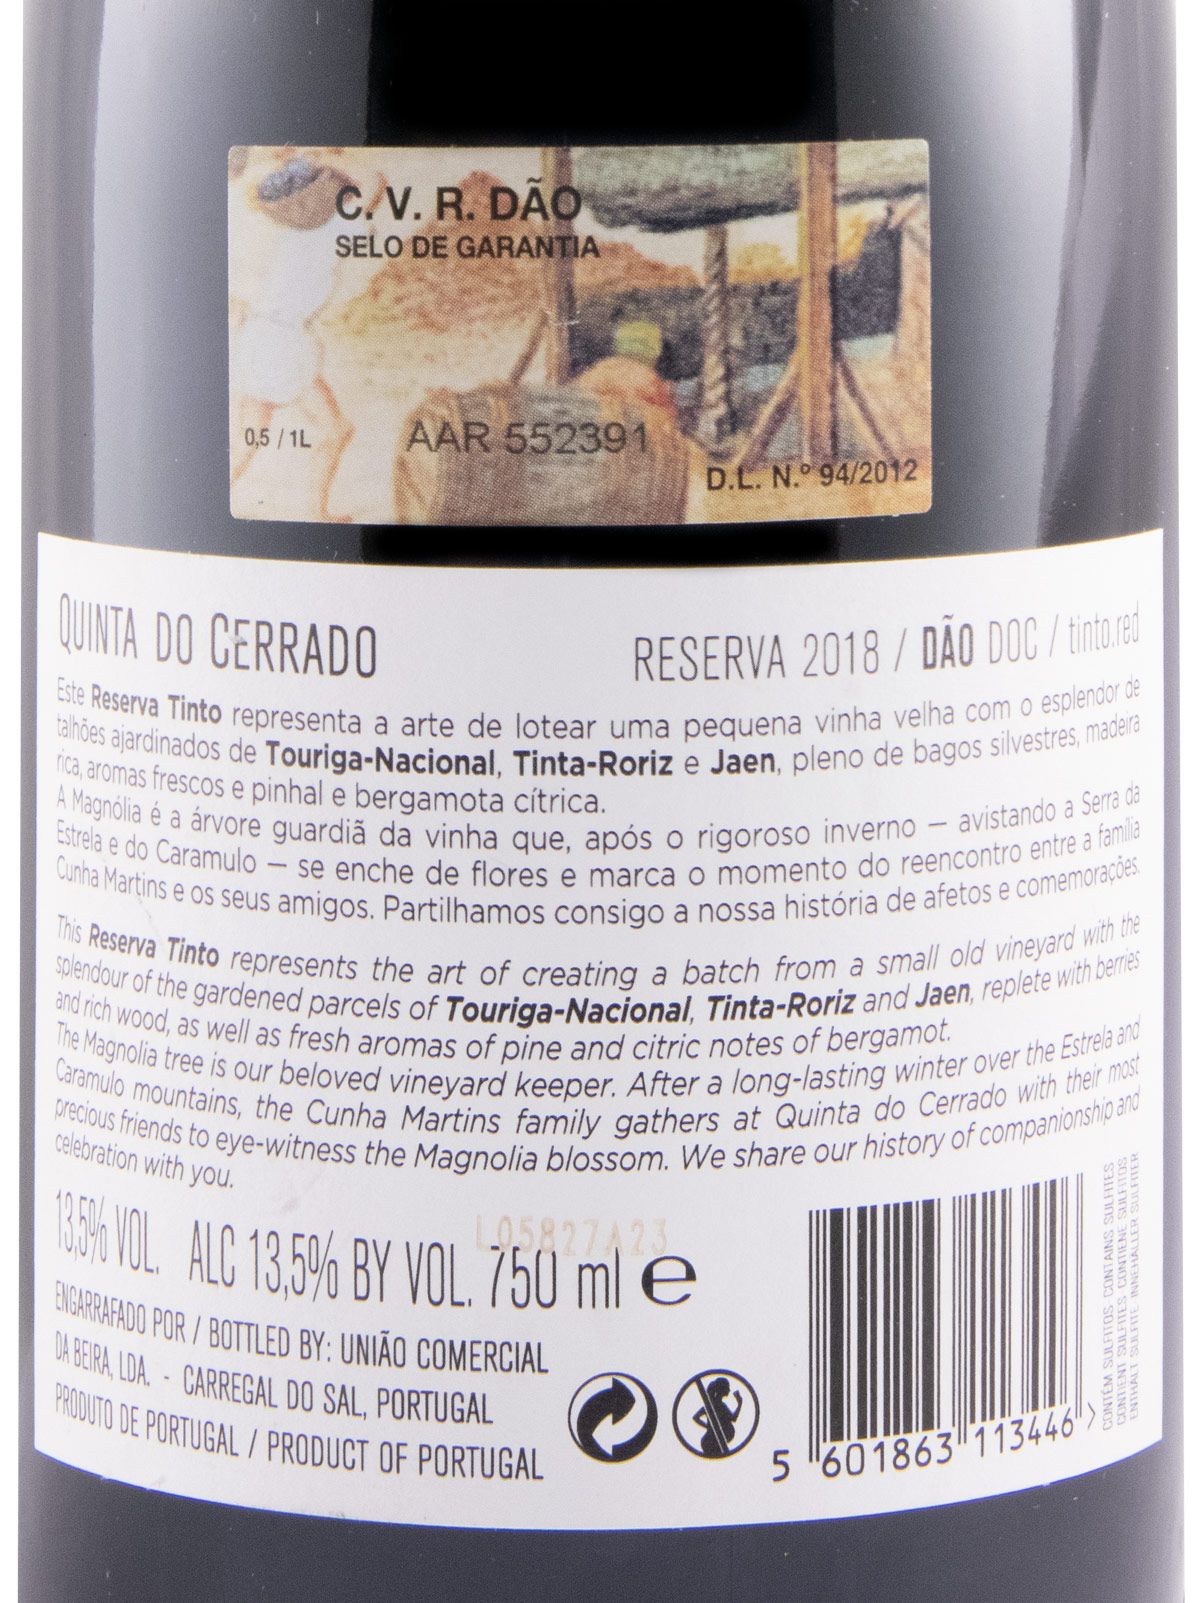 C. V. R. DÃO
SELO DE GARANTIA
0,5 / 1L
AAR 552391
D.L. N.º 94/2012
QUINTA DO CERRADO
RESERVA 2018 / DÃO DOC / tinto.red
Este Reserva Tinto representa a arte de lotear uma pequena vinha velha com o esplendor de
talhões ajardinados de Touriga-Nacional, Tinta-Roriz e Jaen, pleno de bagos silvestres, madeira
rica, aromas frescos e pinhal e bergamota cítrica.
A Magnólia é a árvore guardiã da vinha que, após o rigoroso inverno – avistando a Serra da
Estrela e do Caramulo – se enche de flores e marca o momento do reencontro entre a família
Cunha Martins e os seus amigos. Partilhamos consigo a nossa história de afetos e comemorações.
This Reserva Tinto represents the art of creating a batch from a small old vineyard with the
splendour of the gardened parcels of Touriga-Nacional, Tinta-Roriz and Jaen, replete with berries
and rich wood, as well as fresh aromas of pine and citric notes of bergamot.
The Magnolia tree is our beloved vineyard keeper. After a long-lasting winter over the Estrela and
Caramulo mountains, the Cunha Martins family gathers at Quinta do Cerrado with their most
precious friends to eye-witness the Magnolia blossom. We share our history of companionship and
celebration with you.
L05827A23
13,5% VOL. ALC 13,5% BY VOL. 750 ml e
ENGARRAFADO POR / BOTTLED BY: UNIÃO COMERCIAL
DA BEIRA, LDA. - CARREGAL DO SAL, PORTUGAL
PRODUTO DE PORTUGAL / PRODUCT OF PORTUGAL
5 601863 113446 >
CONTÉM SULFITOS · CONTAINS SULFITES
CONTIENT SULFITES · CONTIENE SULFITOS
ENTHÄLT SULFITE · INNEHÅLLER SULFITER